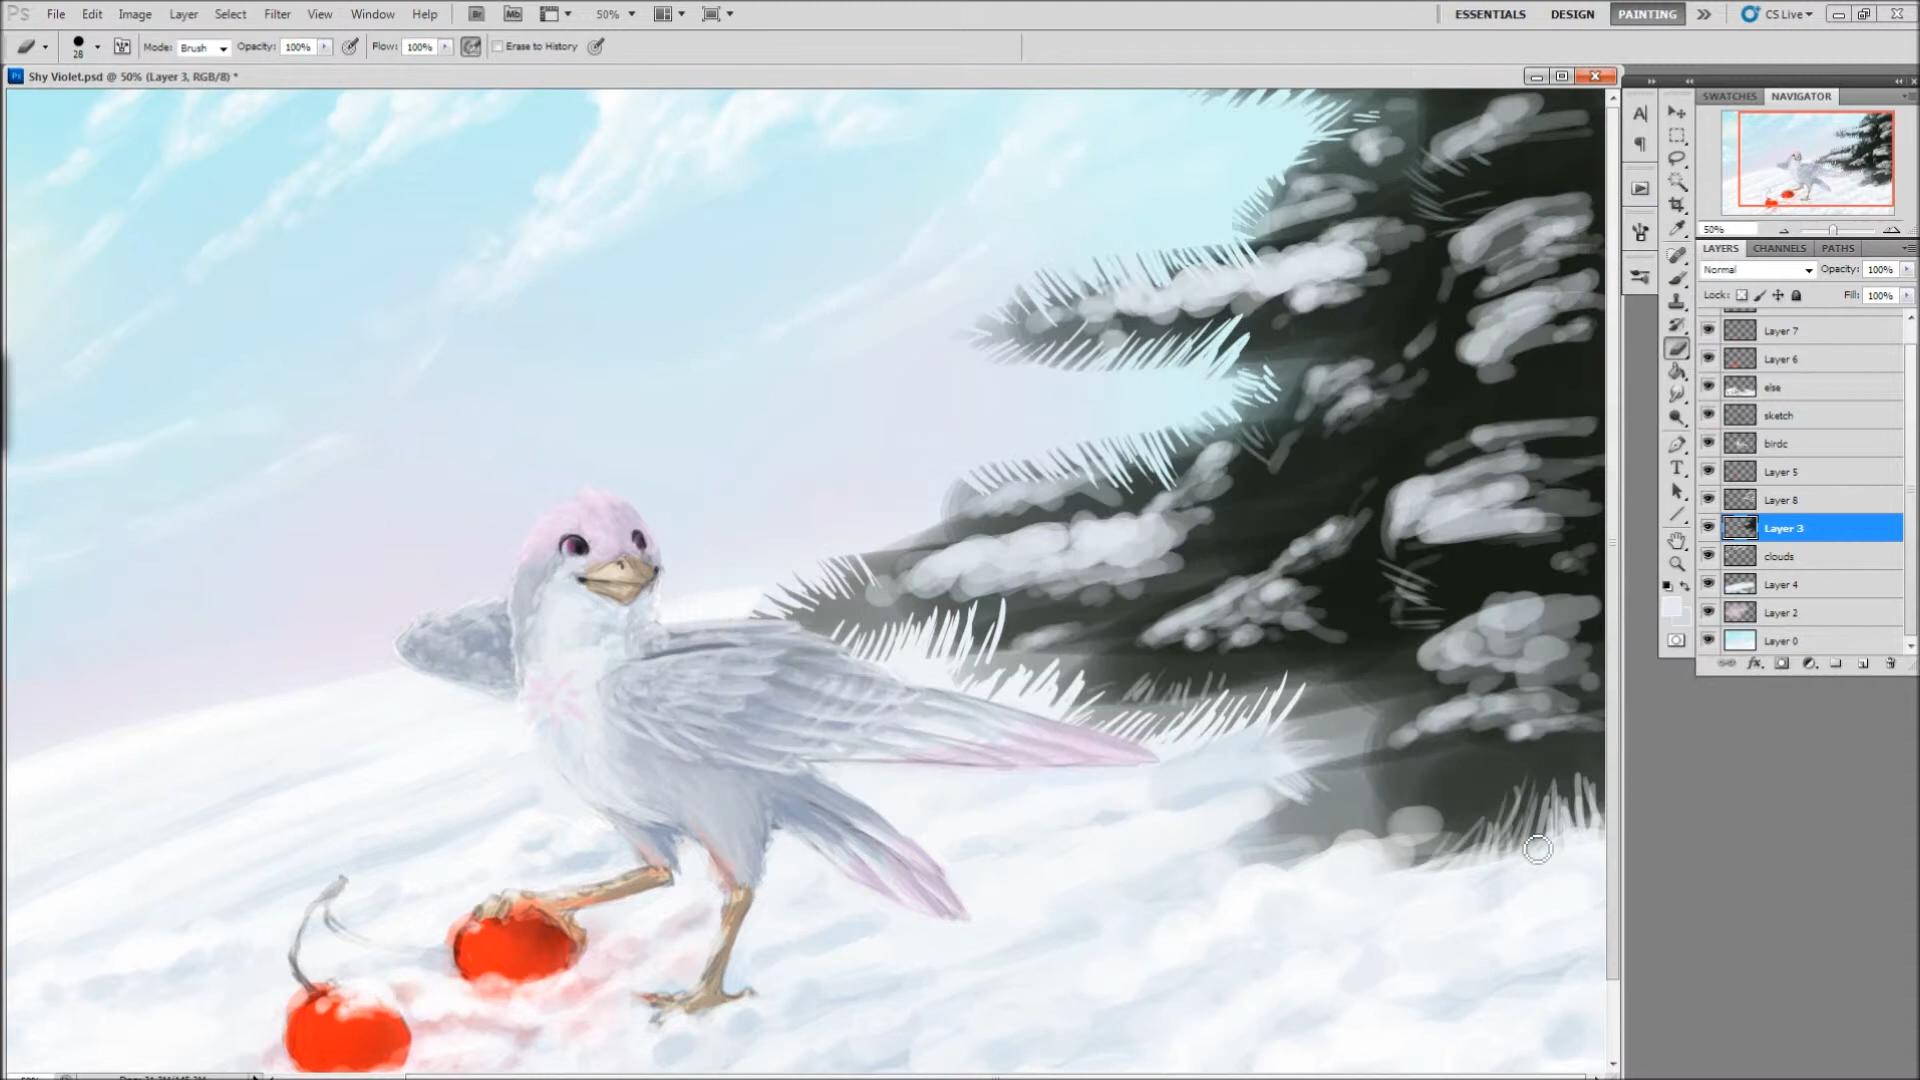 Ps File Edit Image Layer Select Filter View Window Help Br Mb 50% ESSENTIALS DESIGN PAINTING CS Live
28 Mode: Brush Opacity: 100% Flow: 100% Erase to History
Ps Shy Violet.psd @ 50% (Layer 3, RGB/8) *
SWATCHES NAVIGATOR
50%
LAYERS CHANNELS PATHS
Normal Opacity: 100%
Lock: Fill: 100%
Layer 7
Layer 6
else
sketch
birdc
Layer 5
Layer 8
Layer 3
clouds
Layer 4
Layer 2
Layer 0